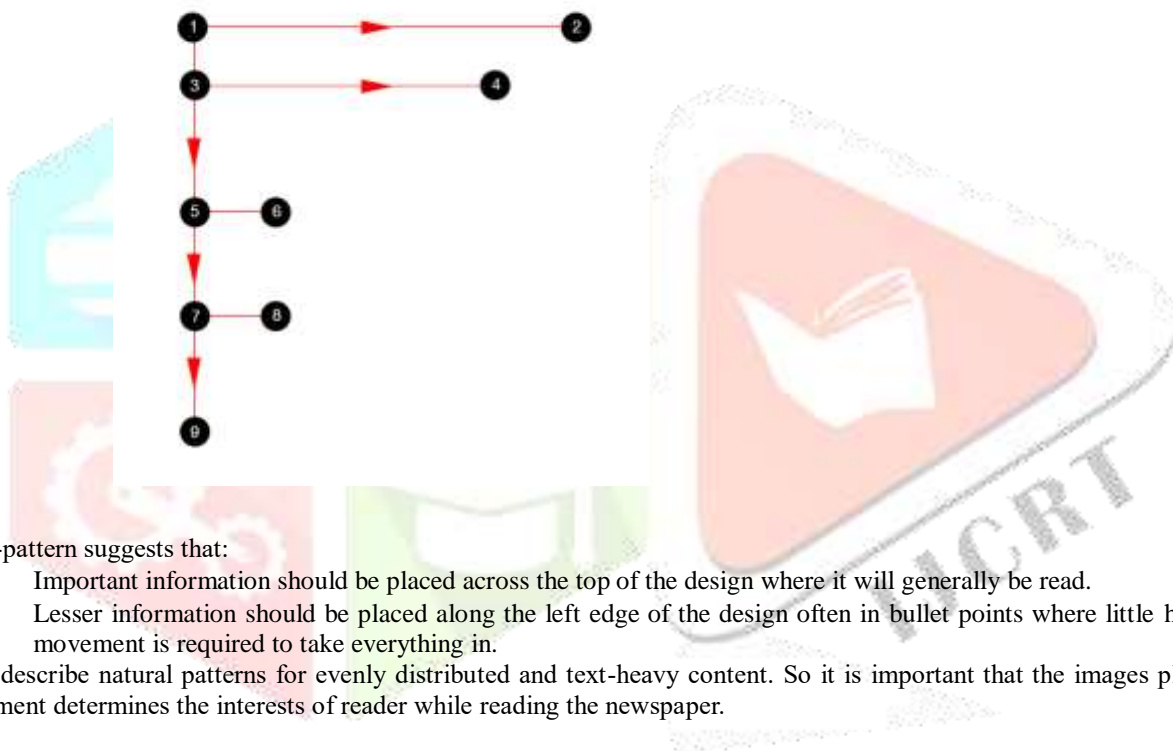 1
2
3
4
5
6
7
8
9
-pattern suggests that:
Important information should be placed across the top of the design where it will generally be read.
Lesser information should be placed along the left edge of the design often in bullet points where little h
movement is required to take everything in.
describe natural patterns for evenly distributed and text-heavy content. So it is important that the images p
ment determines the interests of reader while reading the newspaper.
IJCRT